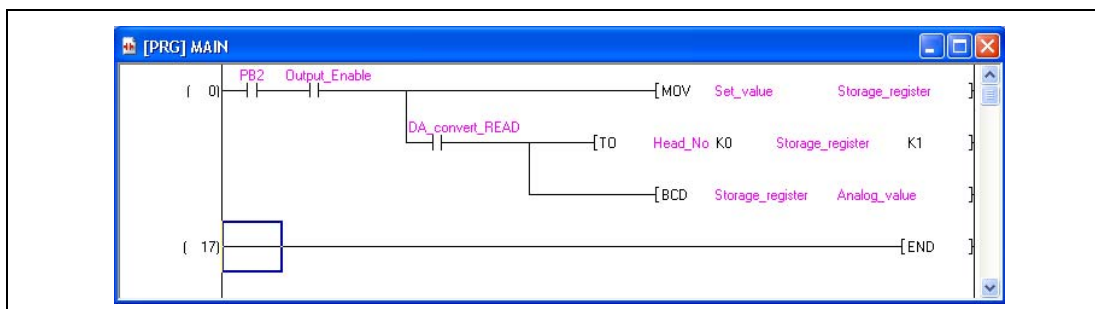 [PRG] MAIN
PB2 Output_Enable
( 0) [MOV Set_value Storage_register ]
DA_convert_READ
[TO Head_No K0 Storage_register K1 ]
[BCD Storage_register Analog_value ]
( 17) [END ]